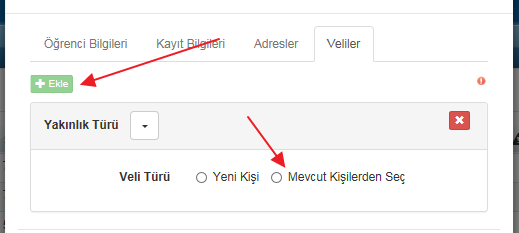 Öğrenci Bilgileri Kayıt Bilgileri Adresler Veliler
Ekle
Yakınlık Türü
Veli Türü Yeni Kişi Mevcut Kişilerden Seç